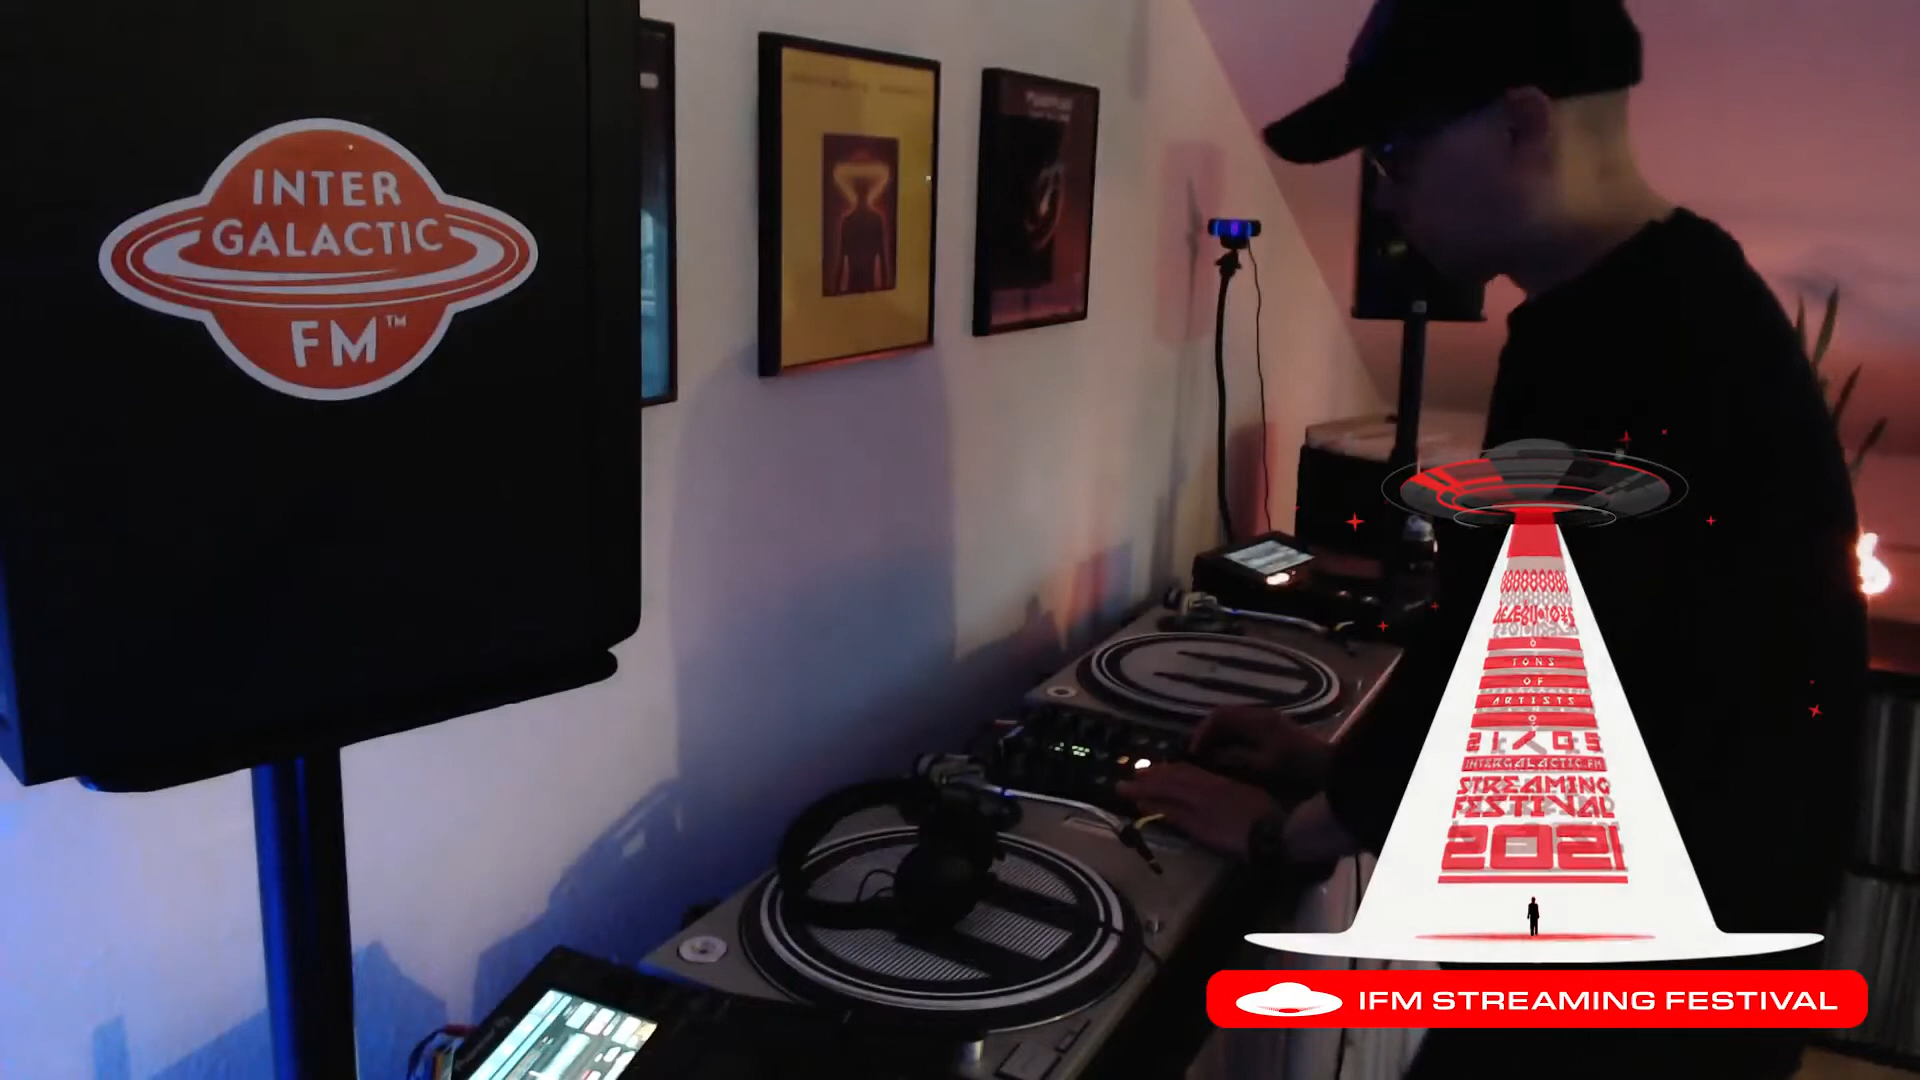 INTER
GALACTIC
FM™
TONS
OF
ARTISTS
INTERGALACTIC.FM
STREAMING
FESTIVAL
2021
IFM STREAMING FESTIVAL